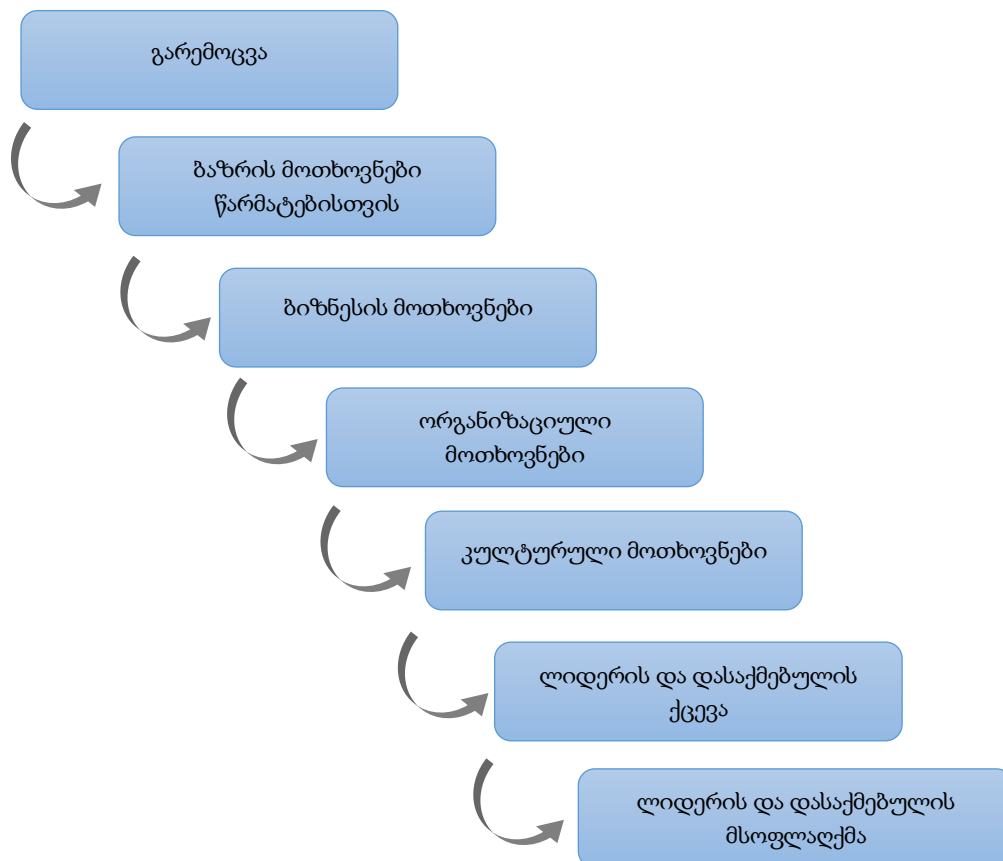 გარემოცვა
ბაზრის მოთხოვნები
წარმატებისთვის
ბიზნესის მოთხოვნები
ორგანიზაციული
მოთხოვნები
კულტურული მოთხოვნები
ლიდერის და დასაქმებულის
ქცევა
ლიდერის და დასაქმებულის
მსოფლაღქმა